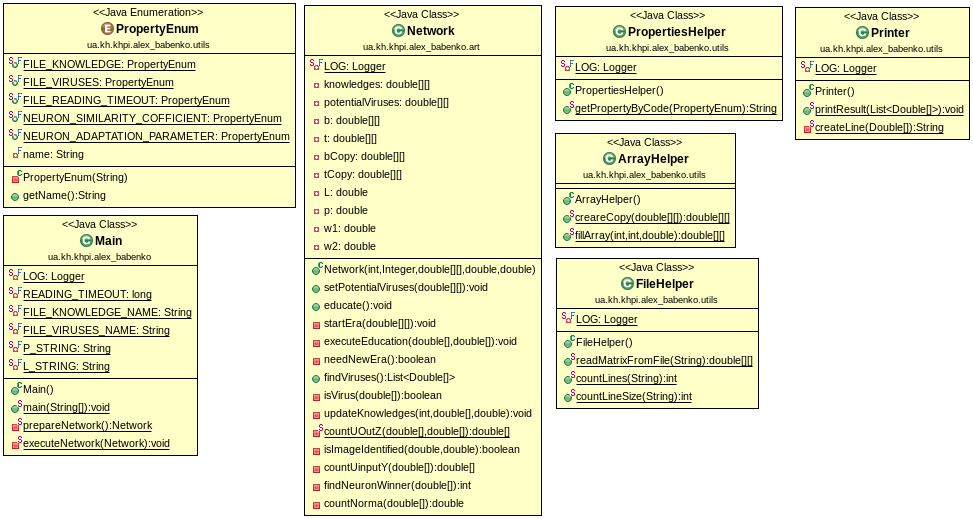 <<Java Enumeration>>
PropertyEnum
ua.kh.khpi.alex_babenko.utils
FILE_KNOWLEDGE: PropertyEnum
FILE_VIRUSES: PropertyEnum
FILE_READING_TIMEOUT: PropertyEnum
NEURON_SIMILARITY_COFFICIENT: PropertyEnum
NEURON_ADAPTATION_PARAMETER: PropertyEnum
name: String
PropertyEnum(String)
getName():String
<<Java Class>>
Main
ua.kh.khpi.alex_babenko
LOG: Logger
READING_TIMEOUT: long
FILE_KNOWLEDGE_NAME: String
FILE_VIRUSES_NAME: String
P_STRING: String
L_STRING: String
Main()
main(String[]):void
prepareNetwork():Network
executeNetwork(Network):void
<<Java Class>>
Network
ua.kh.khpi.alex_babenko.art
LOG: Logger
knowledges: double[][]
potentialViruses: double[][]
b: double[][]
t: double[][]
bCopy: double[][]
tCopy: double[][]
L: double
p: double
w1: double
w2: double
Network(int,Integer,double[][],double,double)
setPotentialViruses(double[][]):void
educate():void
startEra(double[][]):void
executeEducation(double[],double[]):void
needNewEra():boolean
findViruses():List<Double[]>
isVirus(double[]):boolean
updateKnowledges(int,double[],double):void
countUOutZ(double[],double[]):double[]
isImageIdentified(double,double):boolean
countUinputY(double[]):double[]
findNeuronWinner(double[]):int
countNorma(double[]):double
<<Java Class>>
PropertiesHelper
ua.kh.khpi.alex_babenko.utils
LOG: Logger
PropertiesHelper()
getPropertyByCode(PropertyEnum):String
<<Java Class>>
ArrayHelper
ua.kh.khpi.alex_babenko.utils
ArrayHelper()
creareCopy(double[][]):double[][]
fillArray(int,int,double):double[][]
<<Java Class>>
FileHelper
ua.kh.khpi.alex_babenko.utils
LOG: Logger
FileHelper()
readMatrixFromFile(String):double[][]
countLines(String):int
countLineSize(String):int
<<Java Class>>
Printer
ua.kh.khpi.alex_babenko.utils
LOG: Logger
Printer()
printResult(List<Double[]>):void
createLine(Double[]):String